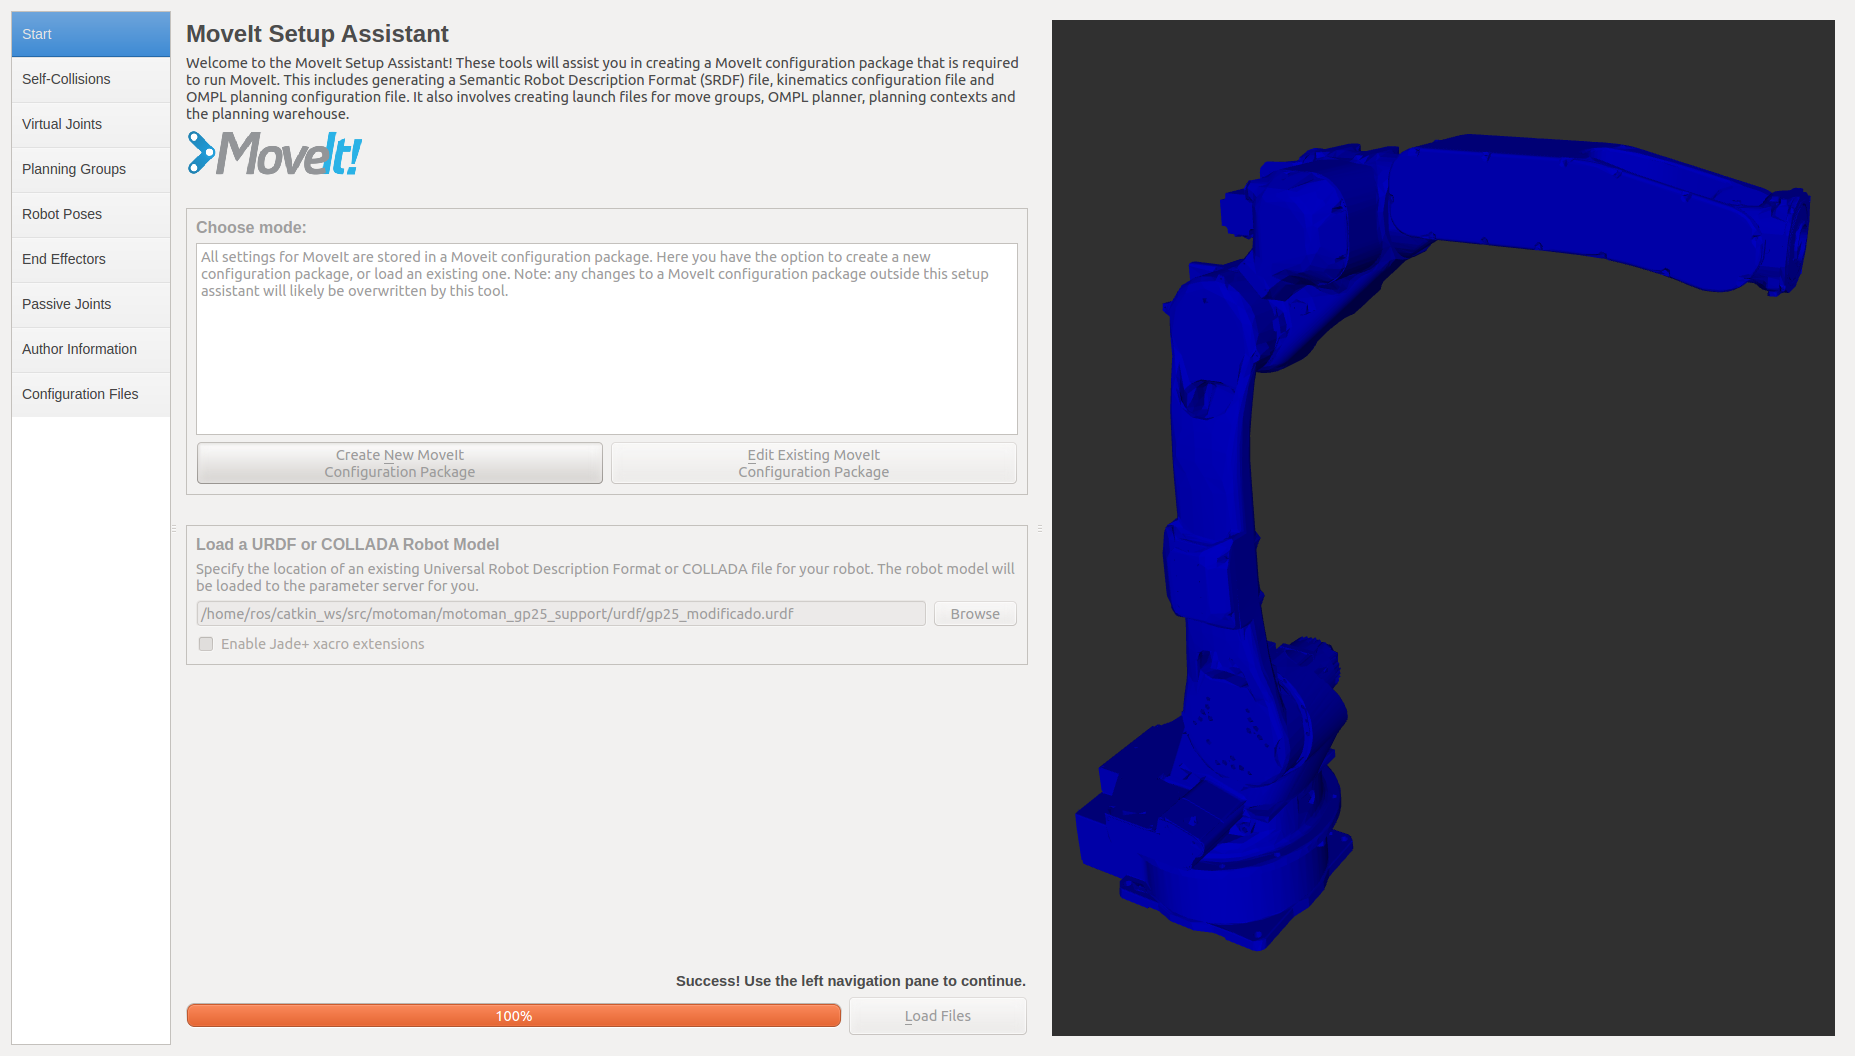 Start
Self-Collisions
Virtual Joints
Planning Groups
Robot Poses
End Effectors
Passive Joints
Author Information
Configuration Files
MoveIt Setup Assistant
Welcome to the MoveIt Setup Assistant! These tools will assist you in creating a MoveIt configuration package that is required
to run MoveIt. This includes generating a Semantic Robot Description Format (SRDF) file, kinematics configuration file and
OMPL planning configuration file. It also involves creating launch files for move groups, OMPL planner, planning contexts and
the planning warehouse.
MoveIt!
Choose mode:
All settings for MoveIt are stored in a Moveit configuration package. Here you have the option to create a new
configuration package, or load an existing one. Note: any changes to a MoveIt configuration package outside this setup
assistant will likely be overwritten by this tool.
Create New MoveIt
Configuration Package
Edit Existing MoveIt
Configuration Package
Load a URDF or COLLADA Robot Model
Specify the location of an existing Universal Robot Description Format or COLLADA file for your robot. The robot model will
be loaded to the parameter server for you.
/home/ros/catkin_ws/src/motoman/motoman_gp25_support/urdf/gp25_modificado.urdf
Browse
Enable Jade+ xacro extensions
Success! Use the left navigation pane to continue.
100%
Load Files